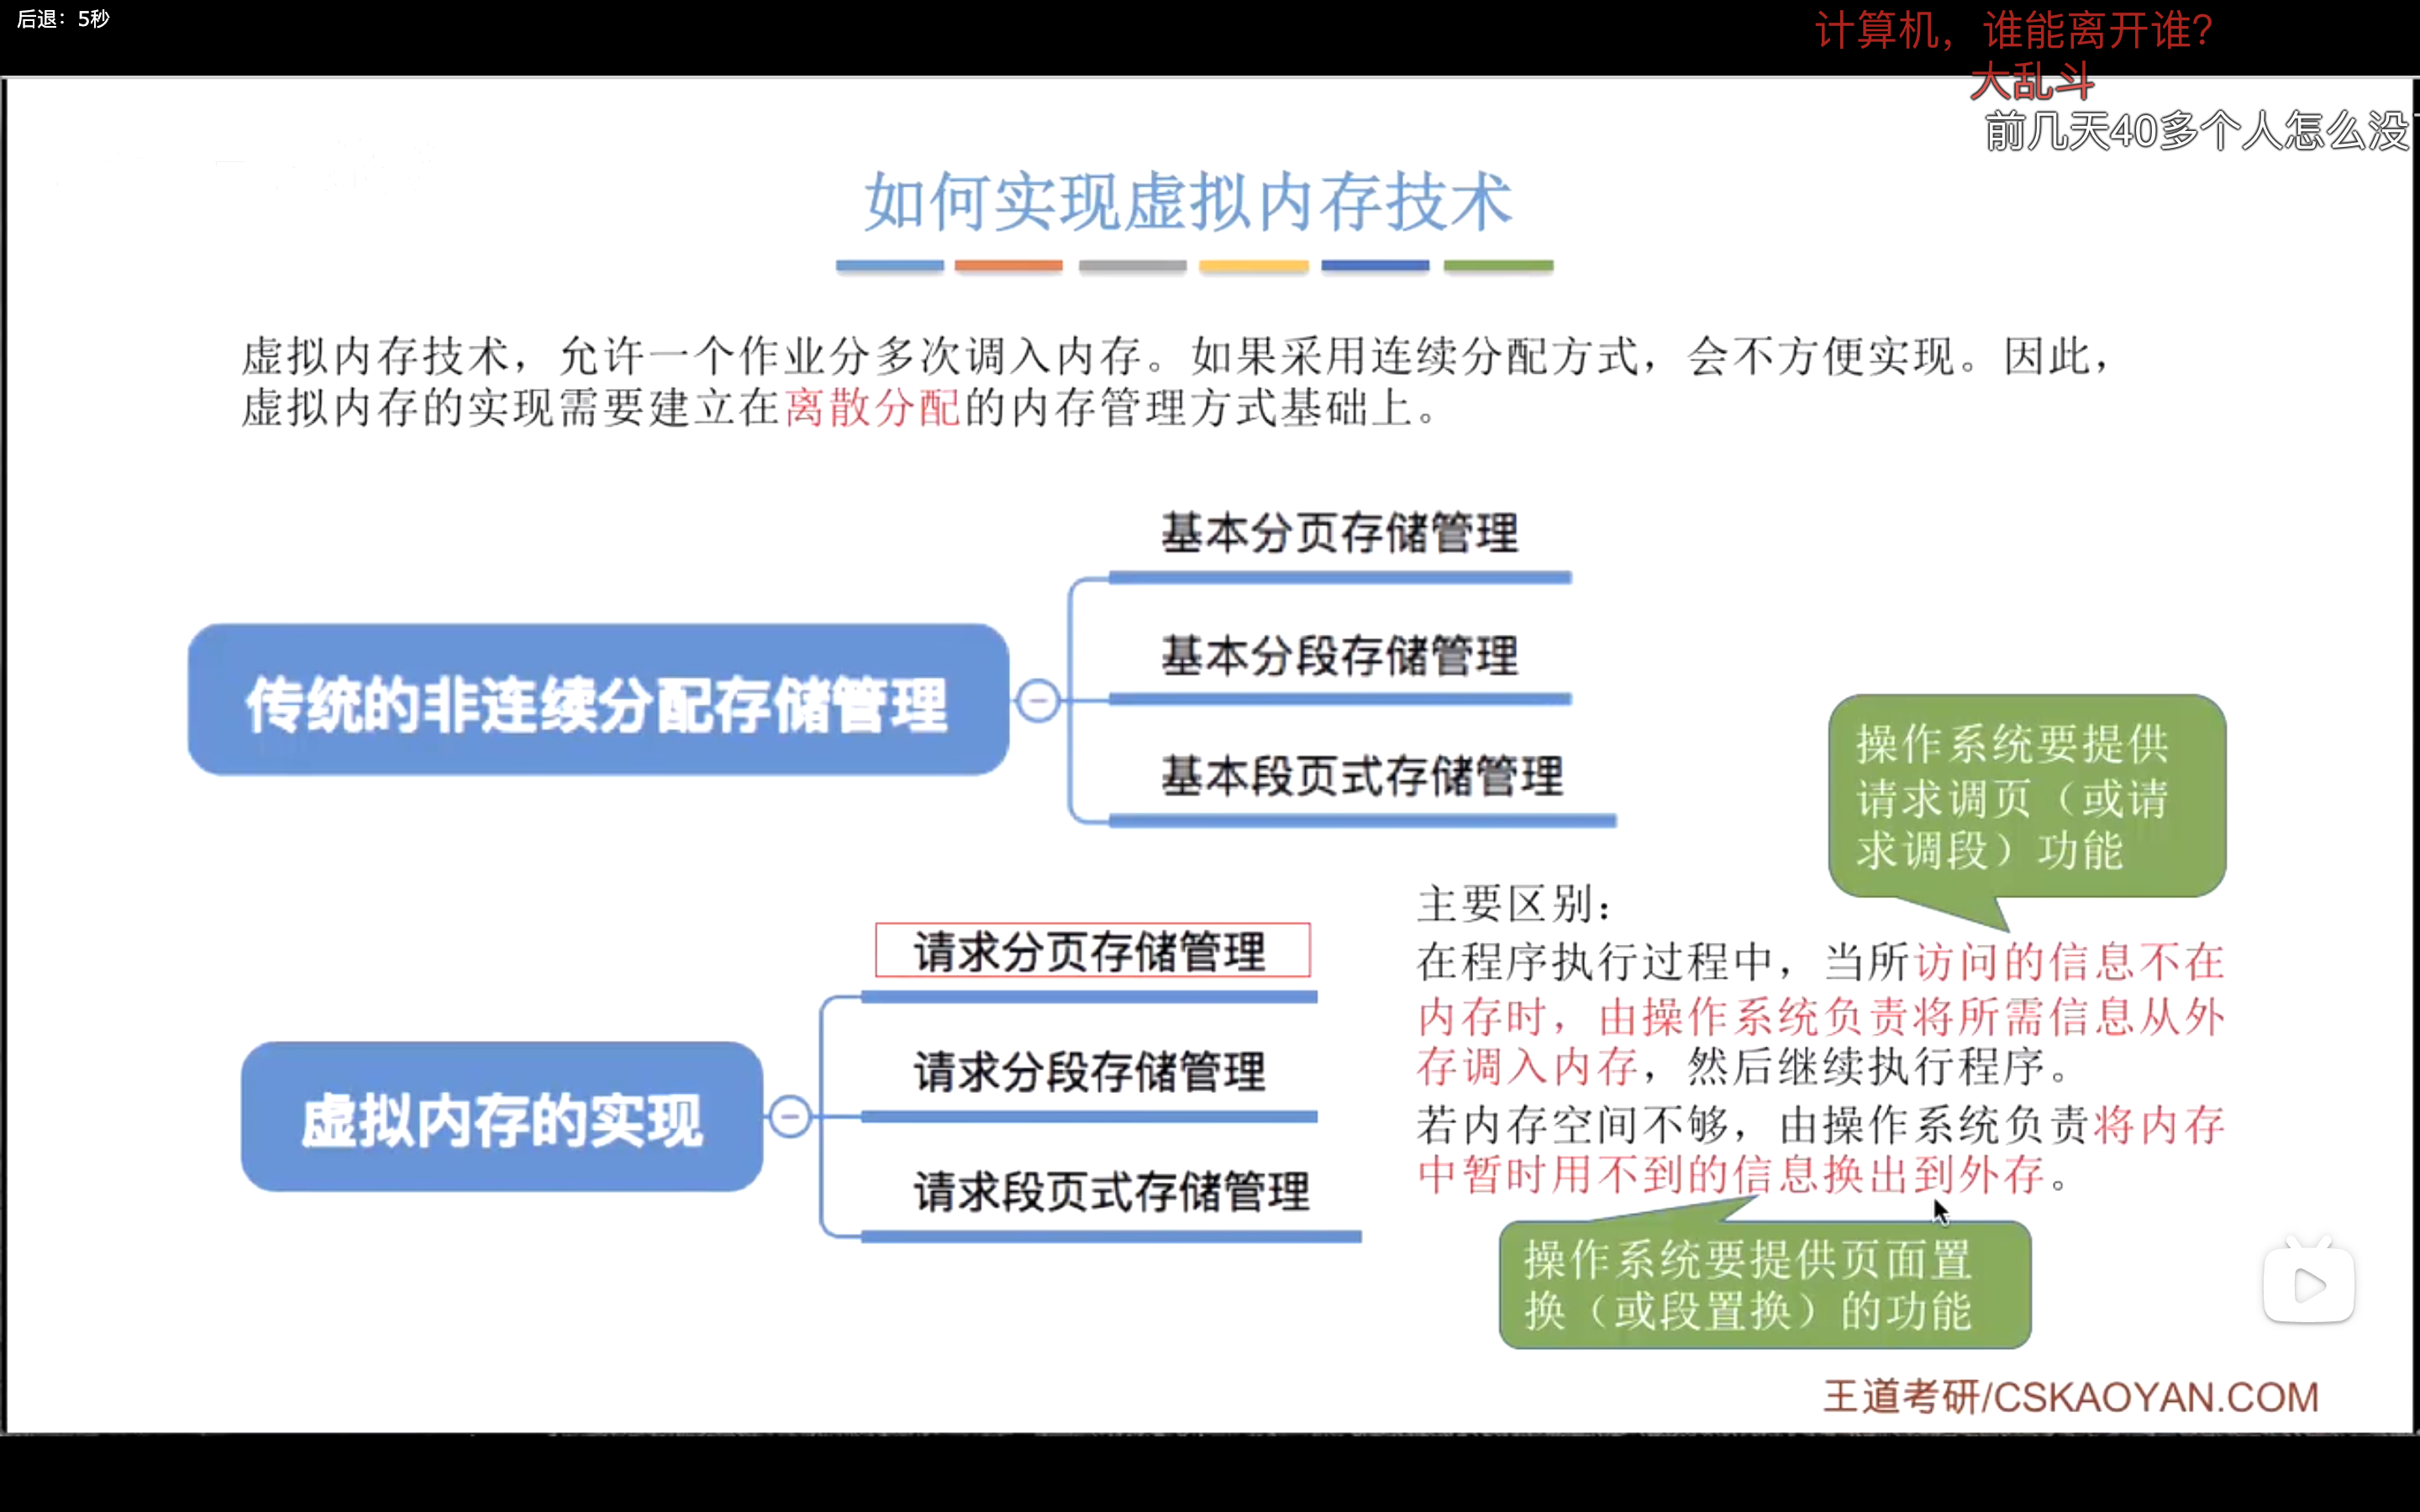 后退：5秒
计算机，谁能离开谁？
大乱斗
前几天40多个人怎么没
如何实现虚拟内存技术
虚拟内存技术，允许一个作业分多次调入内存。如果采用连续分配方式，会不方便实现。因此，
虚拟内存的实现需要建立在离散分配的内存管理方式基础上。
基本分页存储管理
基本分段存储管理
传统的非连续分配存储管理
基本段页式存储管理
操作系统要提供
请求调页（或请
求调段）功能
请求分页存储管理
请求分段存储管理
虚拟内存的实现
请求段页式存储管理
主要区别：
在程序执行过程中，当所访问的信息不在
内存时，由操作系统负责将所需信息从外
存调入内存，然后继续执行程序。
若内存空间不够，由操作系统负责将内存
中暂时用不到的信息换出到外存。
操作系统要提供页面置
换（或段置换）的功能
王道考研/CSKAOYAN.COM